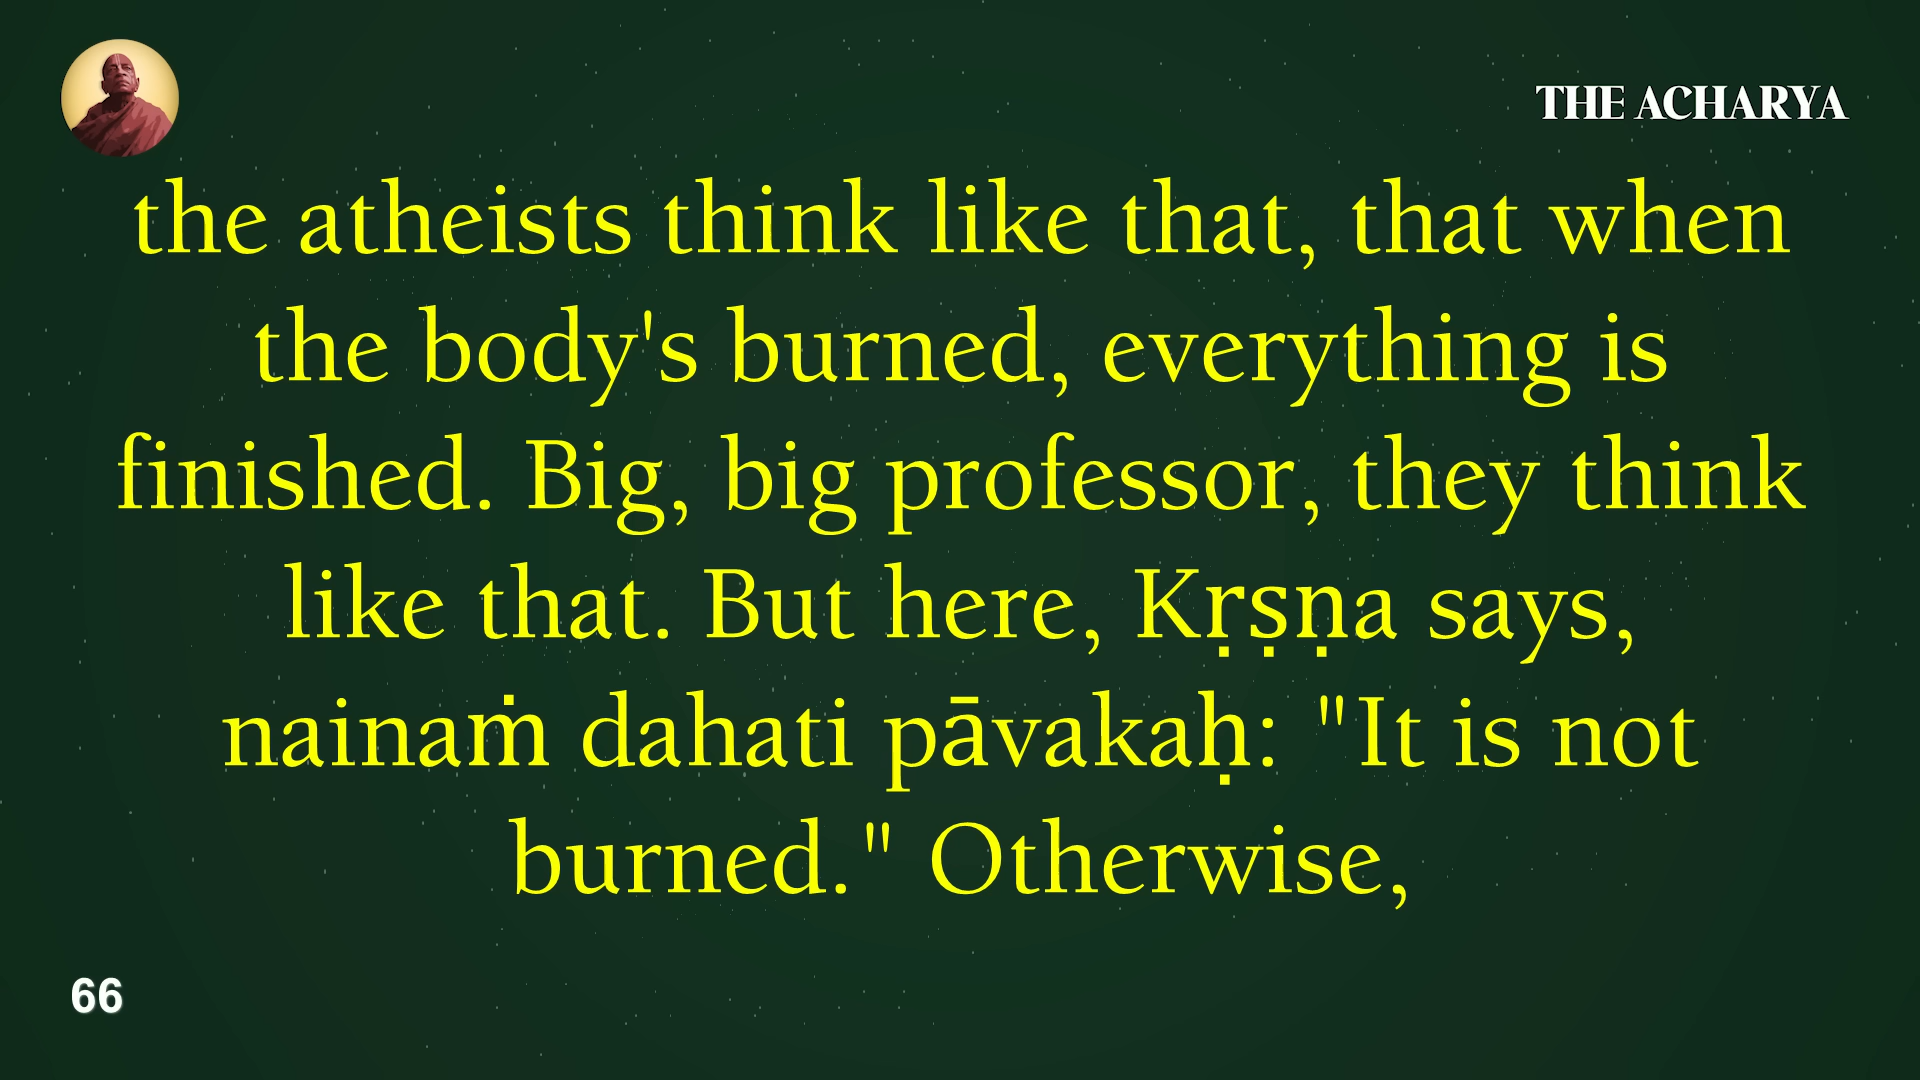 THE ACHARYA
the atheists think like that, that when
the body's burned, everything is
finished. Big, big professor, they think
like that. But here, Kṛṣṇa says,
nainaṁ dahati pāvakaḥ: "It is not
burned." Otherwise,
66